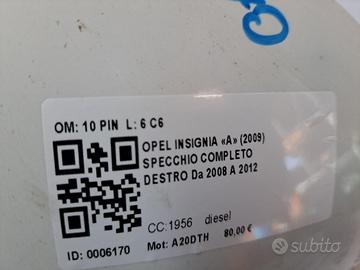 OM: 10 PIN L: 6 C6
OPEL INSIGNIA «A» (2009)
SPECCHIO COMPLETO
DESTRO Da 2008 A 2012
CC:1956 diesel
ID: 0006170 Mot: A20DTH 80,00 €
subito